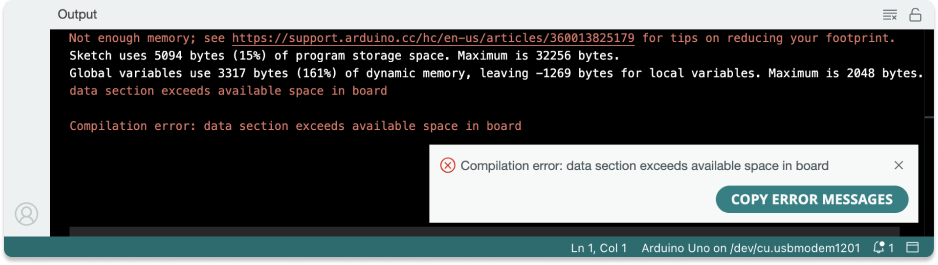 Output
Not enough memory; see https://support.arduino.cc/hc/en-us/articles/360013825179 for tips on reducing your footprint.
Sketch uses 5094 bytes (15%) of program storage space. Maximum is 32256 bytes.
Global variables use 3317 bytes (161%) of dynamic memory, leaving -1269 bytes for local variables. Maximum is 2048 bytes.
data section exceeds available space in board
Compilation error: data section exceeds available space in board
Compilation error: data section exceeds available space in board
COPY ERROR MESSAGES
Ln 1, Col 1 Arduino Uno on /dev/cu.usbmodem1201 1